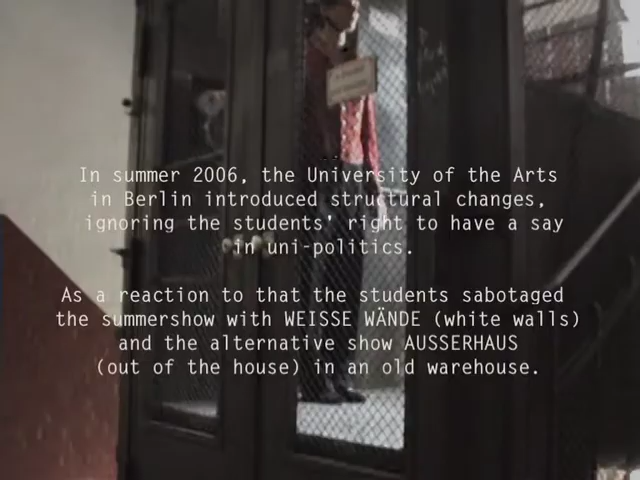 In summer 2006, the University of the Arts
in Berlin introduced structural changes,
ignoring the students' right to have a say
in uni-politics.
As a reaction to that the students sabotaged
the summershow with WEISSE WÄNDE (white walls)
and the alternative show AUSSERHAUS
(out of the house) in an old warehouse.